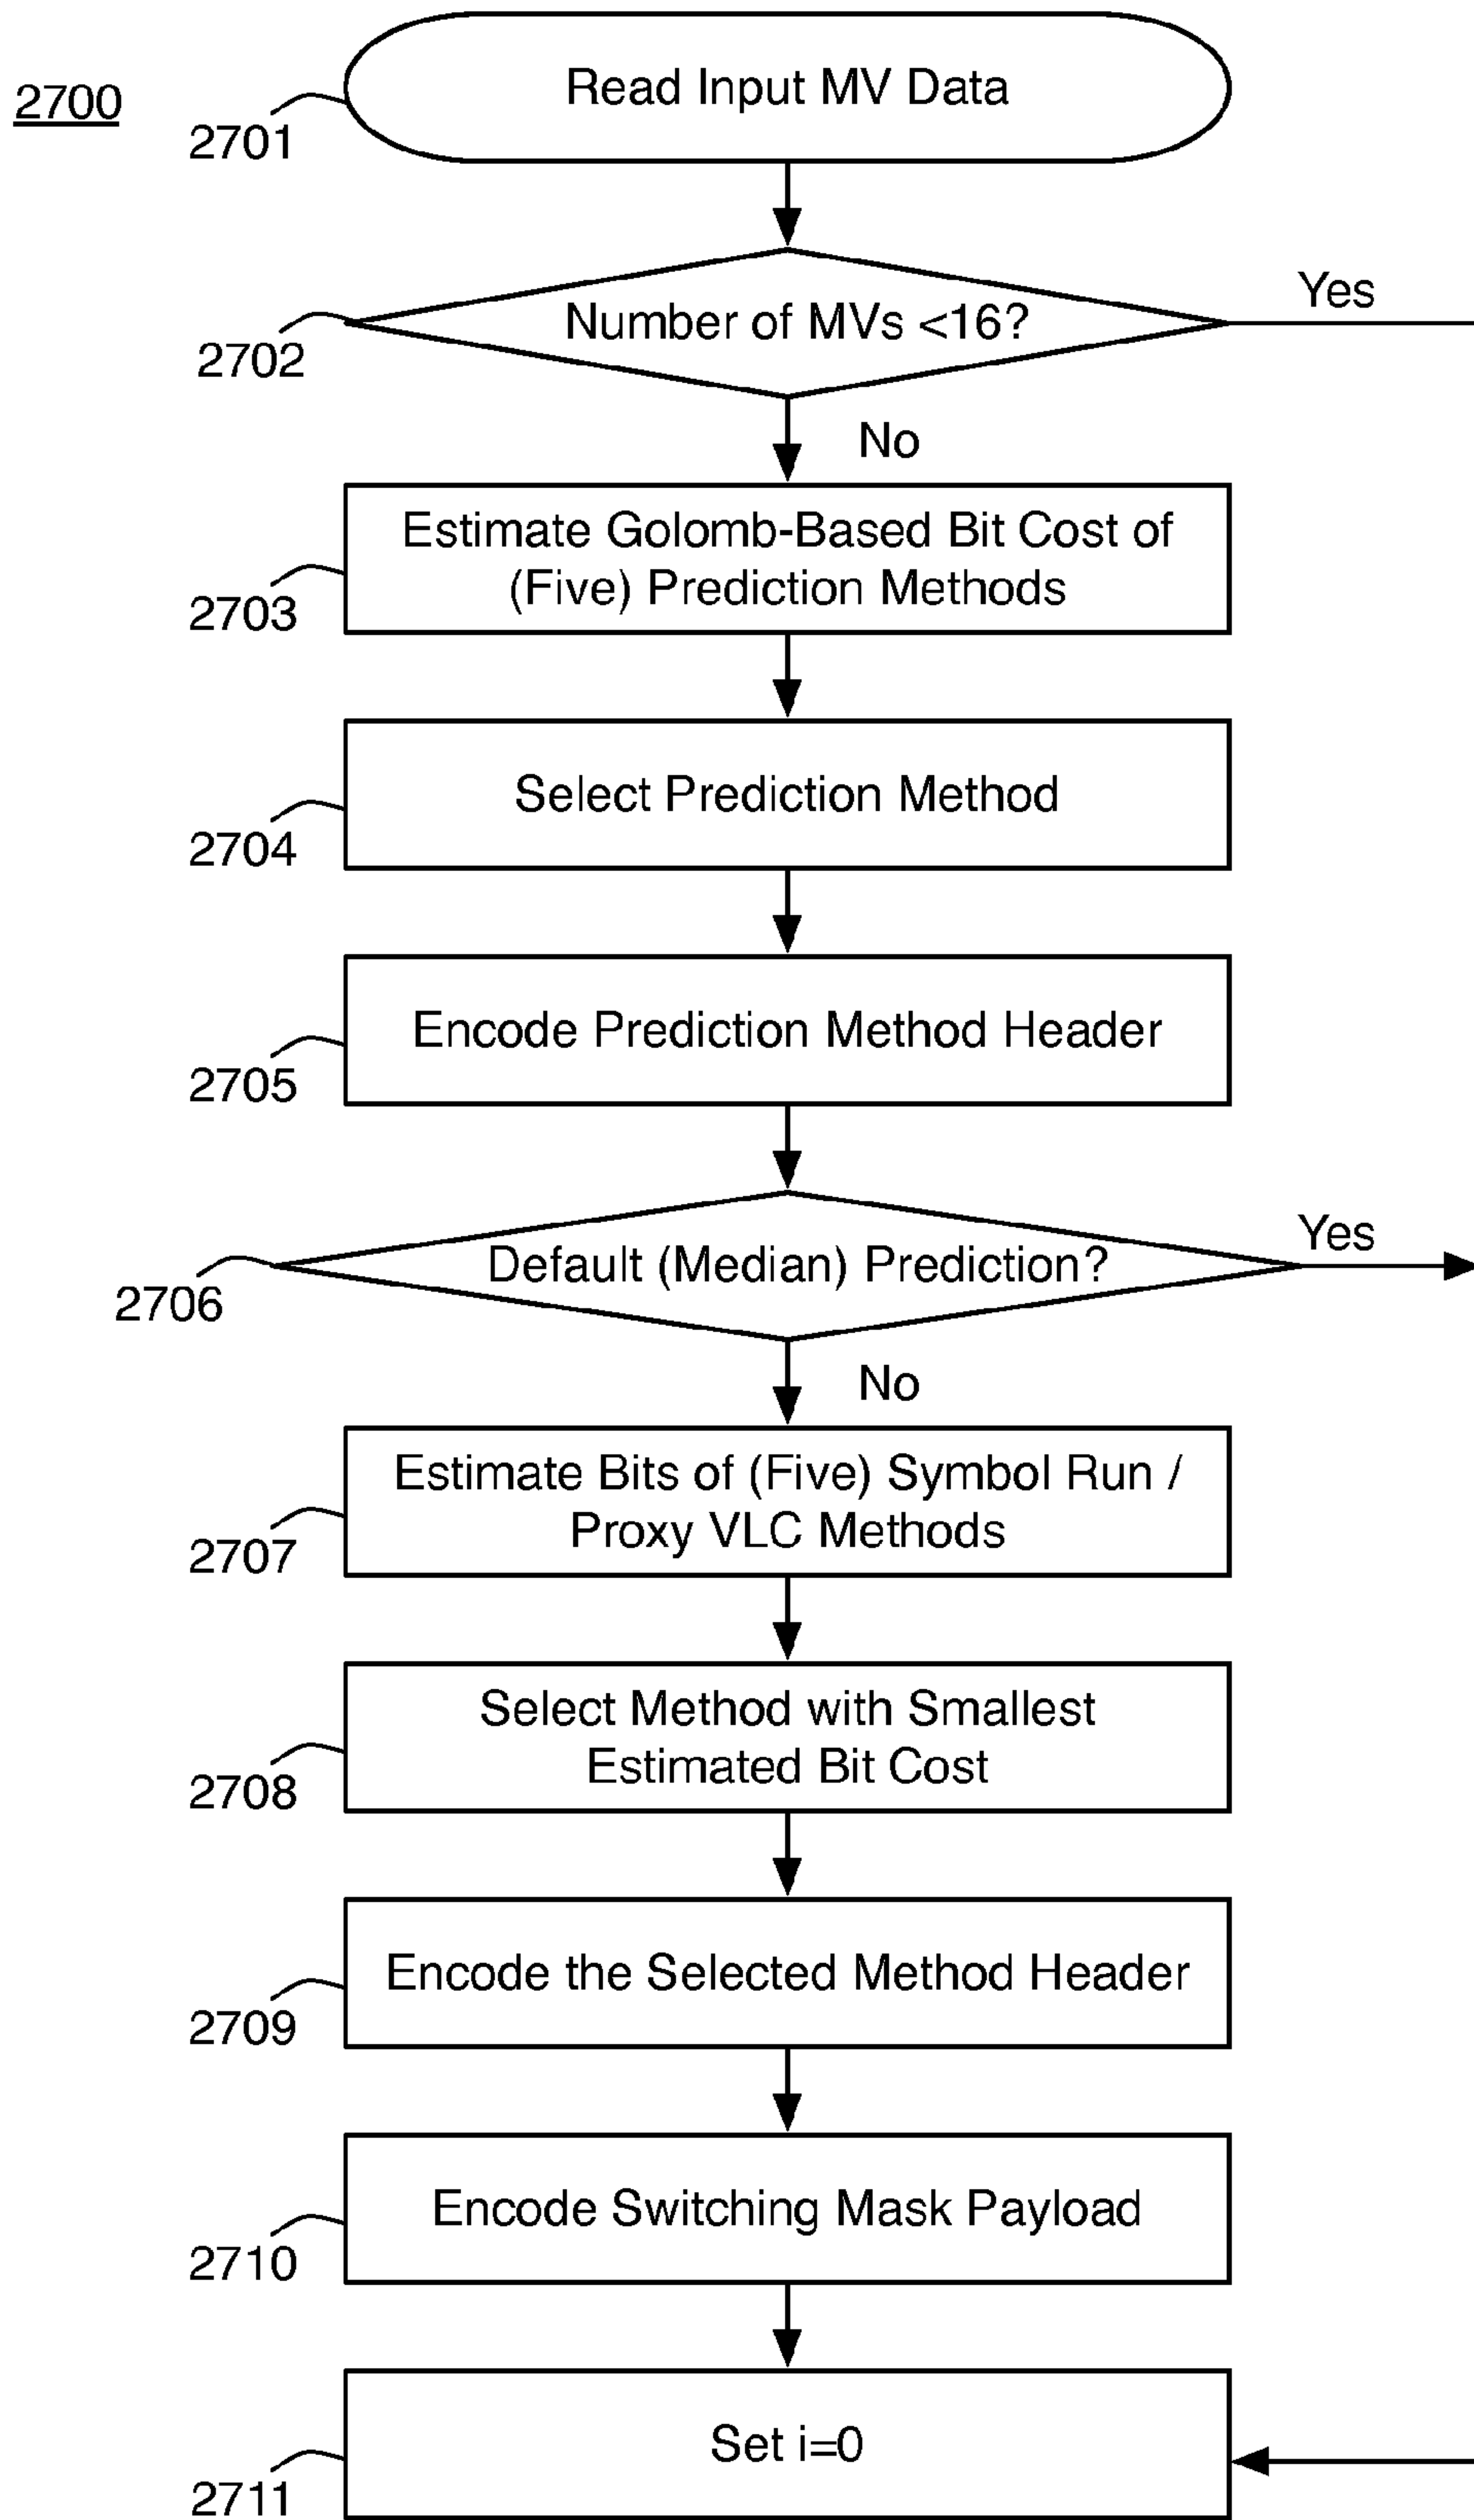 2700
Read Input MV Data
2701
Number of MVs <16?
Yes
2702
No
Estimate Golomb-Based Bit Cost of
(Five) Prediction Methods
2703
Select Prediction Method
2704
Encode Prediction Method Header
2705
Default (Median) Prediction?
Yes
2706
No
Estimate Bits of (Five) Symbol Run /
Proxy VLC Methods
2707
Select Method with Smallest
Estimated Bit Cost
2708
Encode the Selected Method Header
2709
Encode Switching Mask Payload
2710
Set i=0
2711